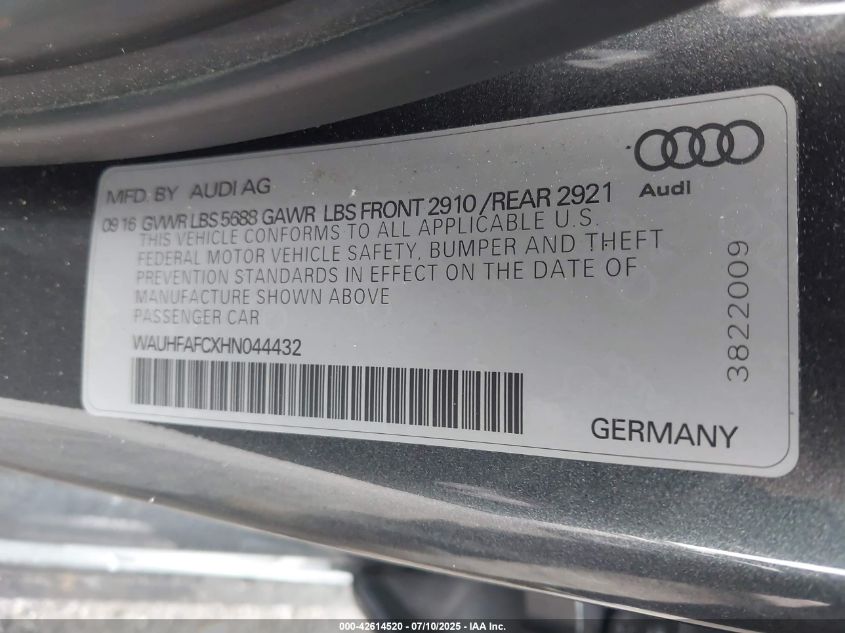 MFD. BY AUDI AG
09 16 GVWR LBS 5688 GAWR LBS FRONT 2910 / REAR 2921
THIS VEHICLE CONFORMS TO ALL APPLICABLE U.S.
FEDERAL MOTOR VEHICLE SAFETY, BUMPER AND THEFT
PREVENTION STANDARDS IN EFFECT ON THE DATE OF
MANUFACTURE SHOWN ABOVE
PASSENGER CAR
WAUHFAFCXHN044432
GERMANY
Audi
3822009
000-42614520 - 07/10/2025 - IAA Inc.